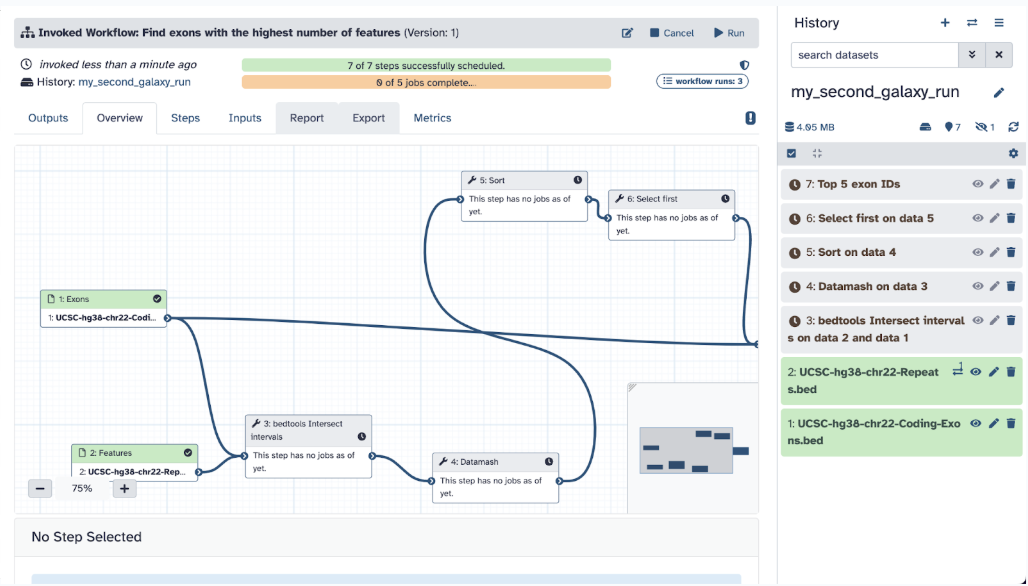 Invoked Workflow: Find exons with the highest number of features (Version: 1)
Cancel
Run
invoked less than a minute ago
History: my_second_galaxy_run
7 of 7 steps successfully scheduled.
0 of 5 jobs complete...
workflow runs: 3
Outputs
Overview
Steps
Inputs
Report
Export
Metrics
5: Sort
This step has no jobs as of
yet.
6: Select first
This step has no jobs as of
yet.
1: Exons
1: UCSC-hg38-chr22-Codi...
3: bedtools Intersect
intervals
This step has no jobs as of
yet.
2: Features
2: UCSC-hg38-chr22-Rep...
4: Datamash
This step has no jobs as of
yet.
75%
No Step Selected
History
search datasets
my_second_galaxy_run
4.05 MB
7
1
7: Top 5 exon IDs
6: Select first on data 5
5: Sort on data 4
4: Datamash on data 3
3: bedtools Intersect interval
s on data 2 and data 1
2: UCSC-hg38-chr22-Repeat
s.bed
1
1: UCSC-hg38-chr22-Coding-Exo
ns.bed